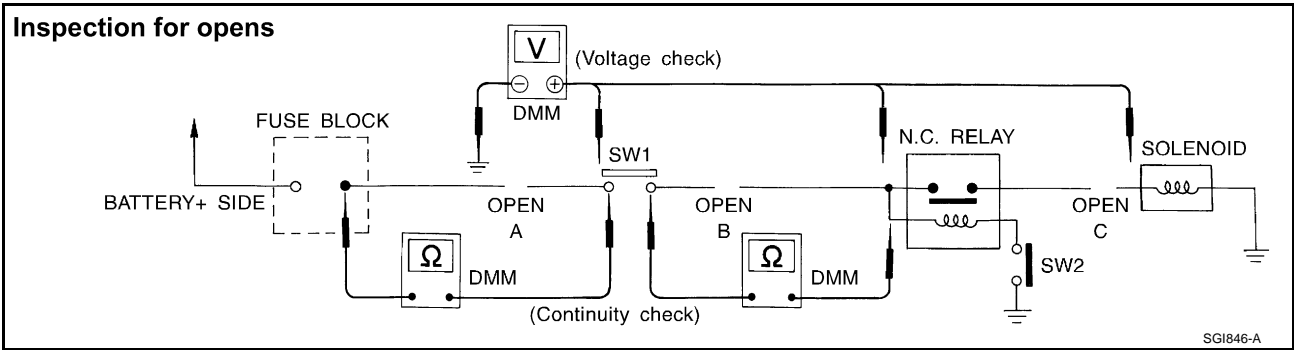 Inspection for opens
V
(Voltage check)
− +
DMM
FUSE BLOCK
SW1
N.C. RELAY
SOLENOID
BATTERY+ SIDE
OPEN
A
OPEN
B
OPEN
C
Ω
DMM
Ω
DMM
SW2
(Continuity check)
SGI846-A